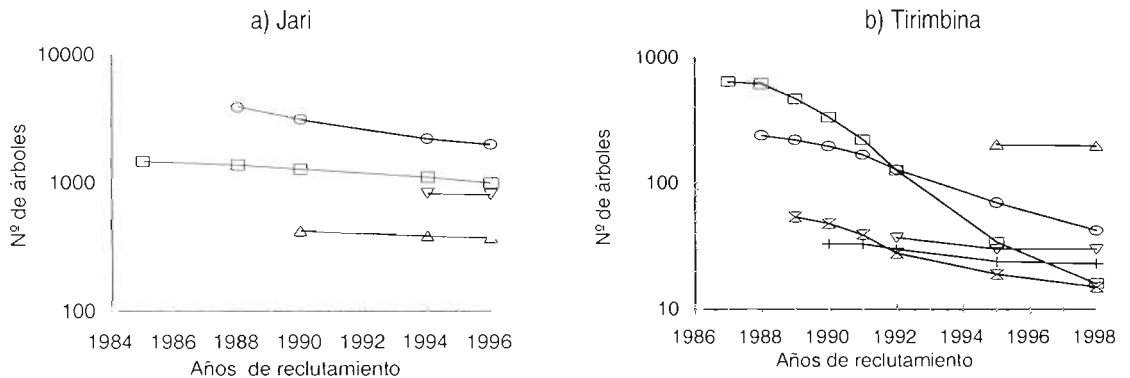 a) Jari
10000
1000
100
Nº de árboles
1984 1986 1988 1990 1992 1994 1996
Años de reclutamiento
b) Tirimbina
1000
100
10
Nº de árboles
1986 1988 1990 1992 1994 1996 1998
Años de reclutamiento